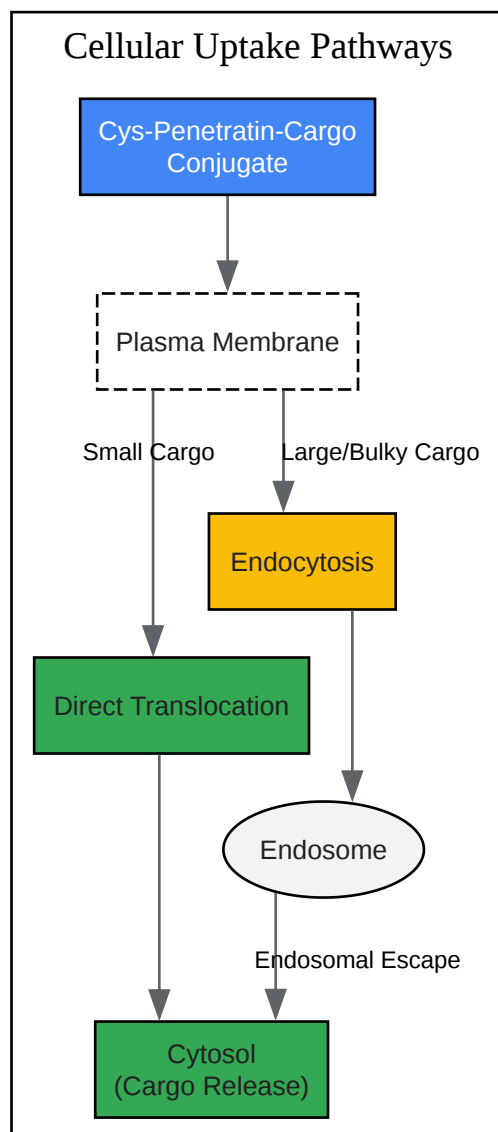 Cellular Uptake Pathways
Cys-Penetratin-Cargo
Conjugate
Plasma Membrane
Small Cargo
Large/Bulky Cargo
Endocytosis
Direct Translocation
Endosome
Endosomal Escape
Cytosol
(Cargo Release)